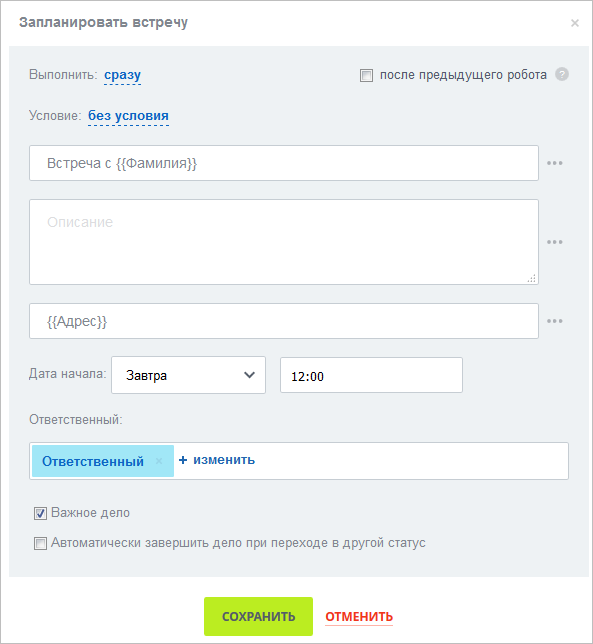 Запланировать встречу ×
Выполнить: сразу после предыдущего робота ?
Условие: без условия
Встреча с {{Фамилия}}
Описание
{{Адрес}}
Дата начала: Завтра 12:00
Ответственный:
Ответственный × + изменить
Важное дело
Автоматически завершить дело при переходе в другой статус
СОХРАНИТЬ ОТМЕНИТЬ